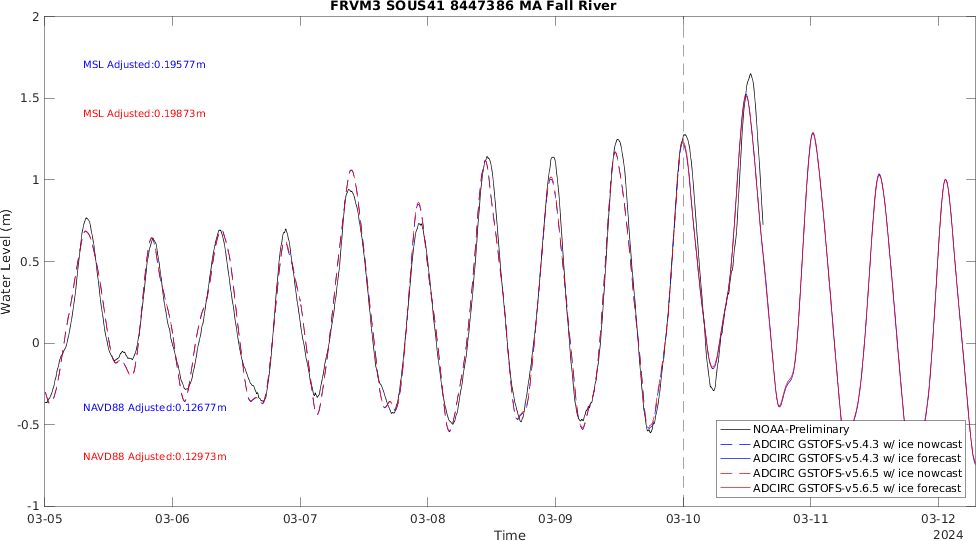 FRVM3 SOUS41 8447386 MA Fall River
2
1.5
1
0.5
0
-0.5
-1
Water Level (m)
MSL Adjusted:0.19577m
MSL Adjusted:0.19873m
NAVD88 Adjusted:0.12677m
NAVD88 Adjusted:0.12973m
NOAA-Preliminary
ADCIRC GSTOFS-v5.4.3 w/ ice nowcast
ADCIRC GSTOFS-v5.4.3 w/ ice forecast
ADCIRC GSTOFS-v5.6.5 w/ ice nowcast
ADCIRC GSTOFS-v5.6.5 w/ ice forecast
03-05 03-06 03-07 03-08 03-09 03-10 03-11 03-12
Time
2024